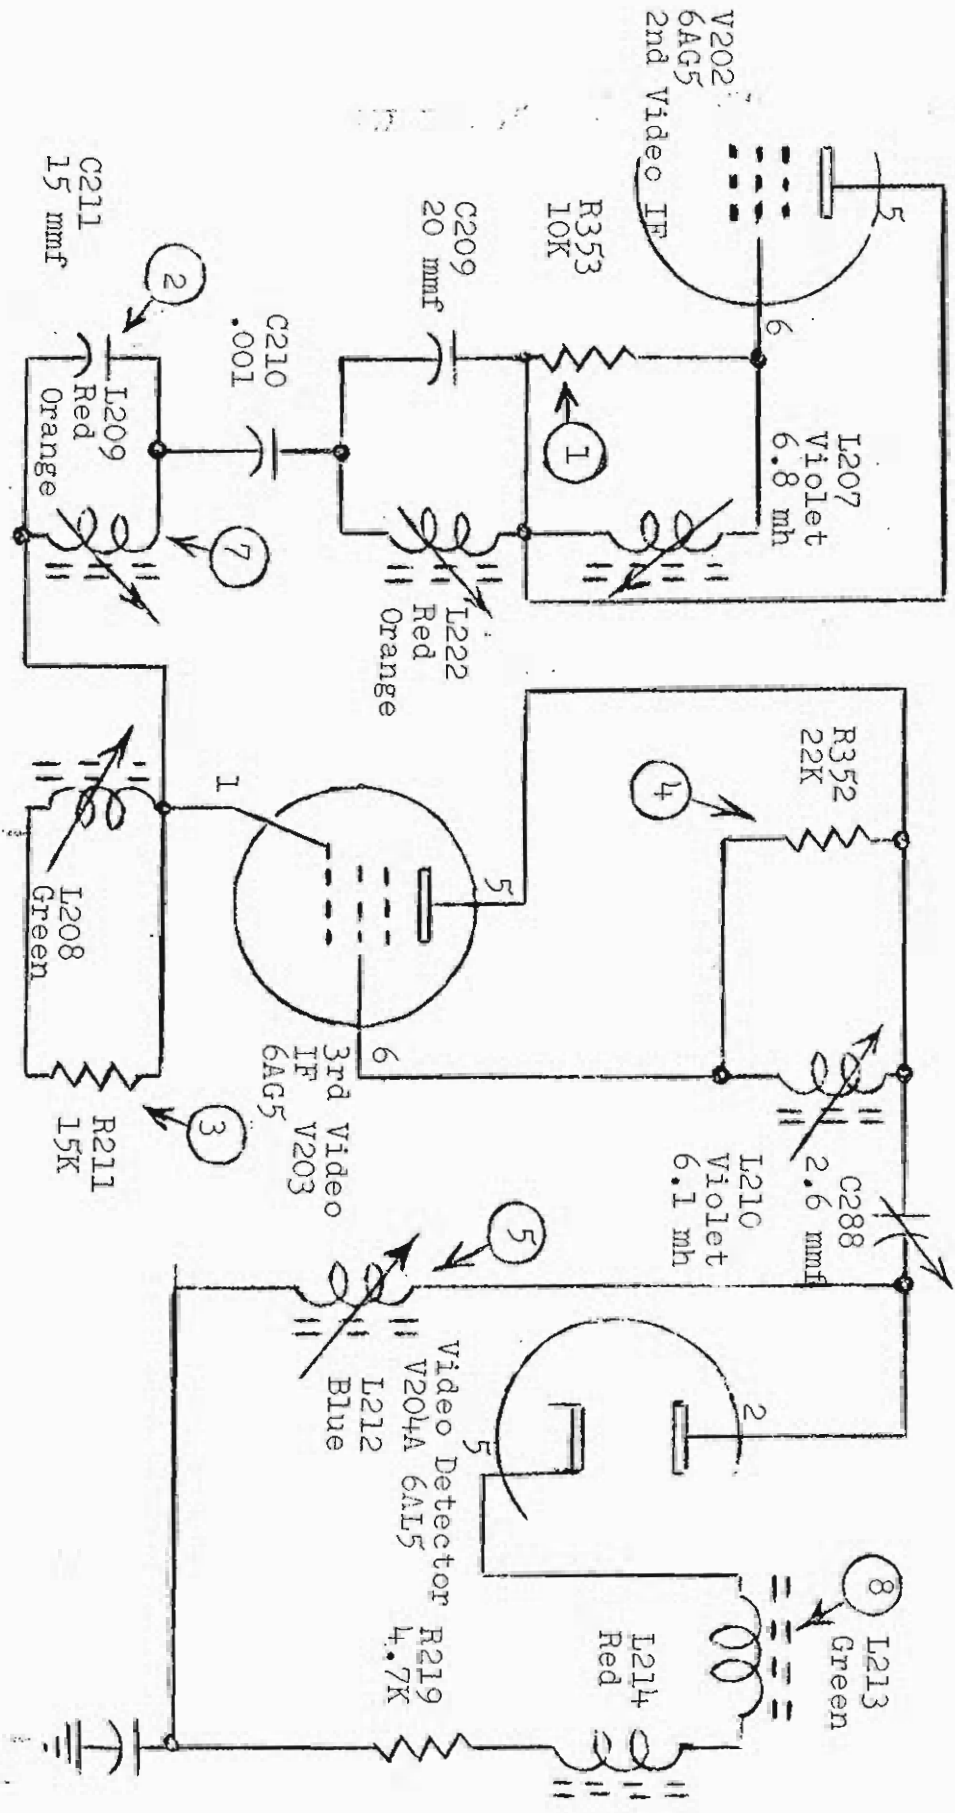 V202
6AG5
2nd Video IF
5
6
R353
10K
1
L207
Violet
6.8 mh
C209
20 mmf
L222
Red
Orange
C210
.001
C211
15 mmf
2
L209
Red
Orange
7
R352
22K
4
5
1
6
3rd Video
IF V203
6AG5
L208
Green
R211
15K
3
C288
2.6 mmf
L210
Violet
6.1 mh
5
L212
Blue
2
5
Video Detector
V204A 6AL5
8
L213
Green
L214
Red
R219
4.7K